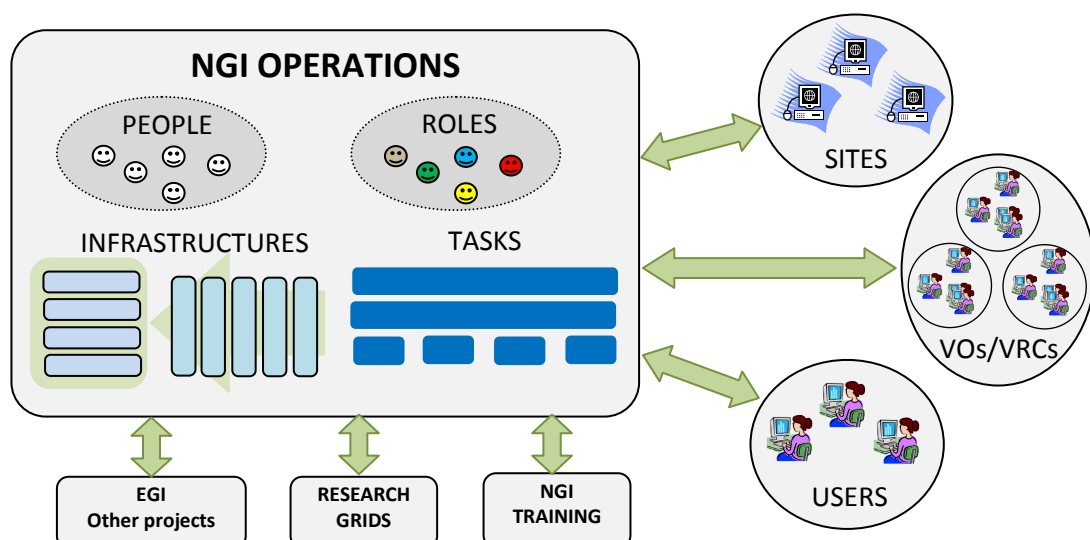 NGI OPERATIONS
PEOPLE
ROLES
INFRASTRUCTURES
TASKS
SITES
VOs/VRCs
USERS
EGI
Other projects
RESEARCH
GRIDS
NGI
TRAINING